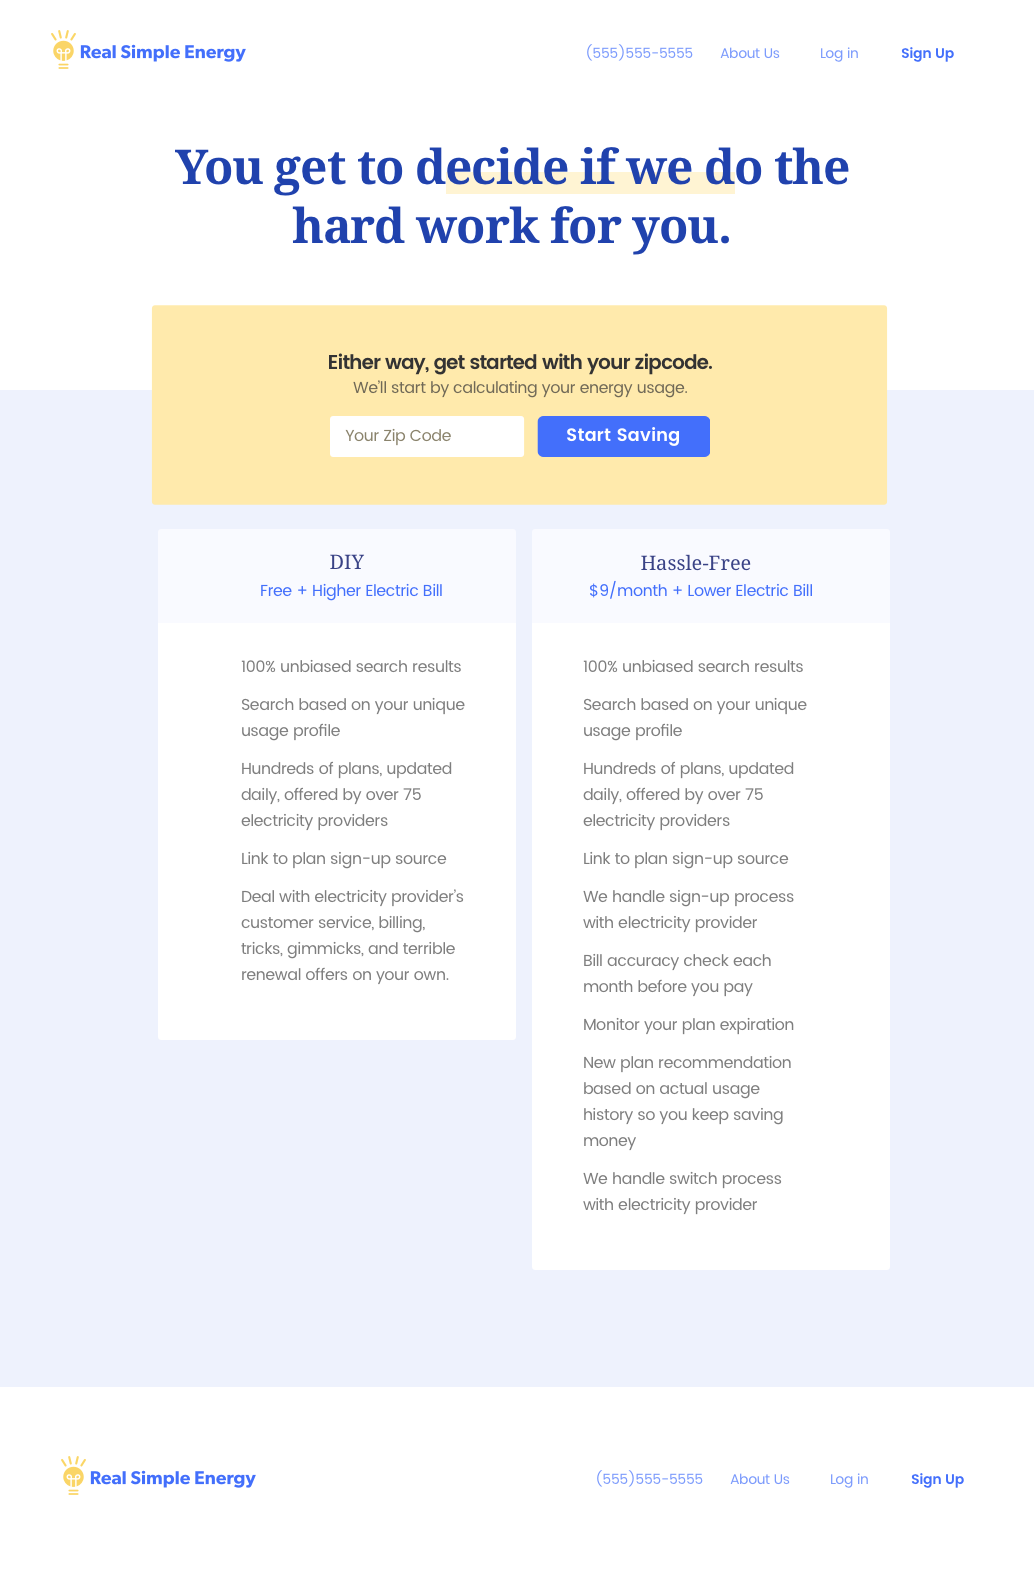 Real Simple Energy
(555)555-5555 About Us Log in Sign Up
You get to decide if we do the
hard work for you.
Either way, get started with your zipcode.
We'll start by calculating your energy usage.
Your Zip Code
Start Saving
DIY
Free + Higher Electric Bill
100% unbiased search results
Search based on your unique
usage profile
Hundreds of plans, updated
daily, offered by over 75
electricity providers
Link to plan sign-up source
Deal with electricity provider's
customer service, billing,
tricks, gimmicks, and terrible
renewal offers on your own.
Hassle-Free
$9/month + Lower Electric Bill
100% unbiased search results
Search based on your unique
usage profile
Hundreds of plans, updated
daily, offered by over 75
electricity providers
Link to plan sign-up source
We handle sign-up process
with electricity provider
Bill accuracy check each
month before you pay
Monitor your plan expiration
New plan recommendation
based on actual usage
history so you keep saving
money
We handle switch process
with electricity provider
Real Simple Energy
(555)555-5555 About Us Log in Sign Up